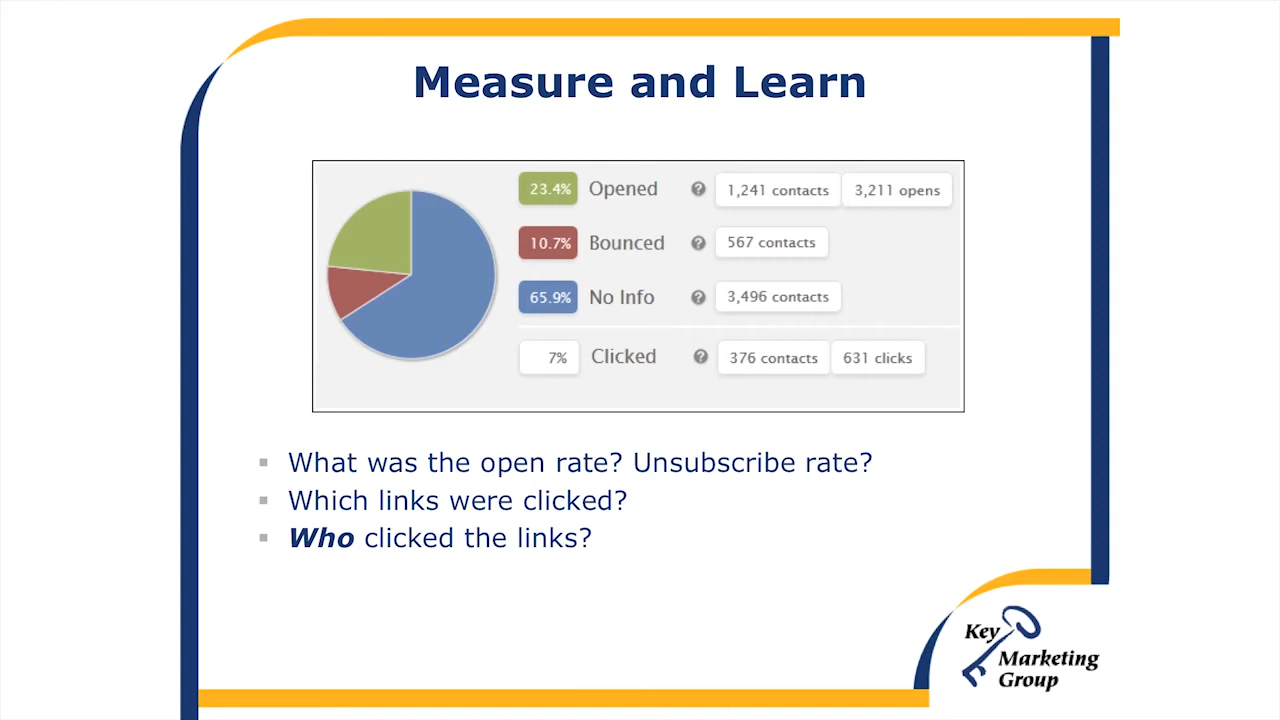 Measure and Learn
23.4% Opened ? 1,241 contacts 3,211 opens
10.7% Bounced ? 567 contacts
65.9% No Info ? 3,496 contacts
7% Clicked ? 376 contacts 631 clicks
▪ What was the open rate? Unsubscribe rate?
▪ Which links were clicked?
▪ Who clicked the links?
Key
Marketing
Group